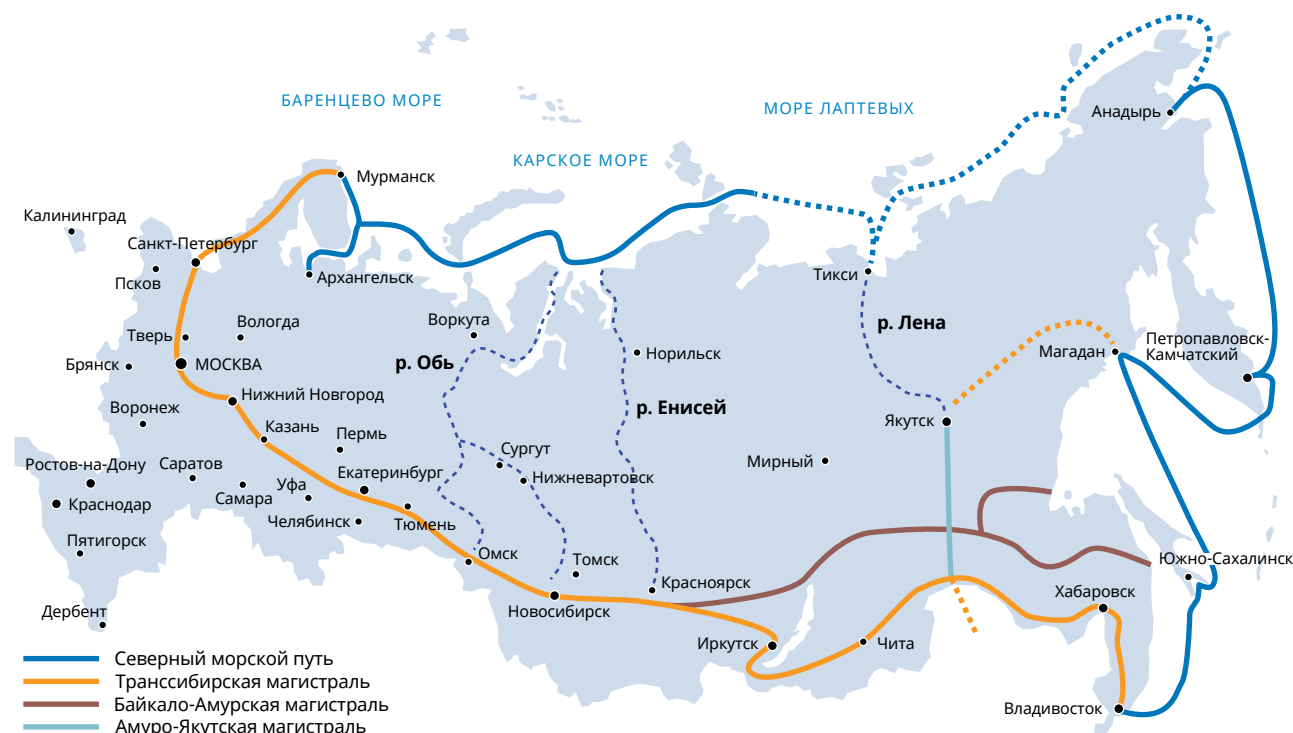 БАРЕНЦЕВО МОРЕ
МОРЕ ЛАПТЕВЫХ
Анадырь
КАРСКОЕ МОРЕ
Мурманск
Калининград
Санкт-Петербург
Псков
Архангельск
Тикси
Тверь
Вологда
Воркута
р. Лена
Брянск
МОСКВА
р. Обь
Норильск
Магадан
Петропавловск-
Камчатский
Нижний Новгород
Воронеж
р. Енисей
Казань
Пермь
Якутск
Ростов-на-Дону
Саратов
Екатеринбург
Сургут
Мирный
Краснодар
Самара
Уфа
Нижневартовск
Челябинск
Тюмень
Пятигорск
Омск
Томск
Южно-Сахалинск
Красноярск
Хабаровск
Дербент
Новосибирск
Иркутск
Чита
Владивосток
Северный морской путь
Транссибирская магистраль
Байкало-Амурская магистраль
Амуро-Якутская магистраль